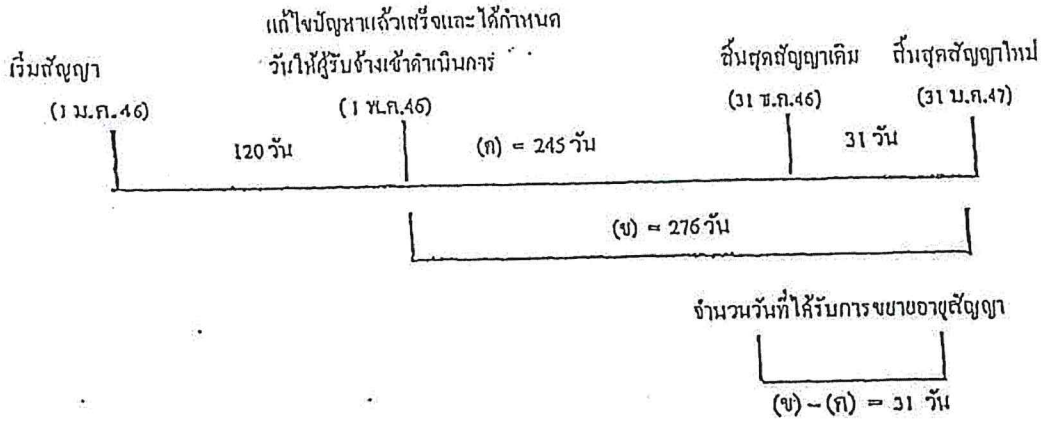 แก้ไขปัญหาแล้วเสร็จและได้กำหนด
วันให้ผู้รับจ้างเข้าดำเนินการ
เริ่มสัญญา
สิ้นสุดสัญญาเดิม
สิ้นสุดสัญญาใหม่
(1 ม.ค.46)
(1 พ.ค.46)
(31 ธ.ค.46)
(31 ม.ค.47)
120 วัน
(ก) = 245 วัน
31 วัน
(ข) = 276 วัน
จำนวนวันที่ได้รับการขยายอายุสัญญา
(ข) – (ก) = 31 วัน